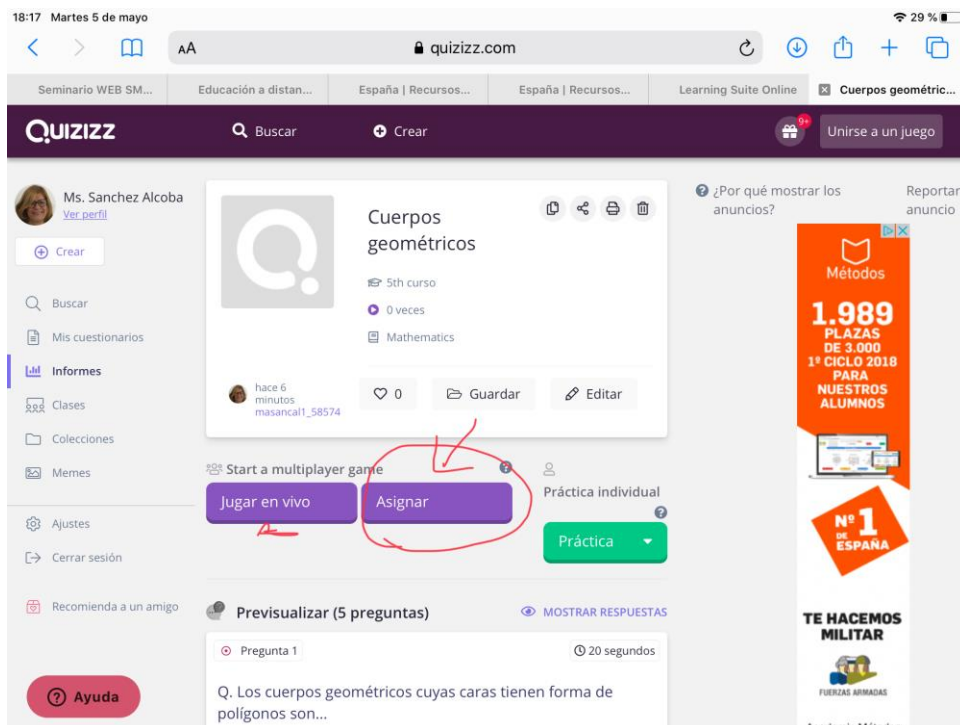 18:17 Martes 5 de mayo
29 %
AA
quizizz.com
Seminario WEB SM...
Educación a distan...
España | Recursos...
España | Recursos...
Learning Suite Online
Cuerpos geométric...
QUIZIZZ
Buscar
Crear
9+
Unirse a un juego
Ms. Sanchez Alcoba
Ver perfil
Crear
Buscar
Mis cuestionarios
Informes
Clases
Colecciones
Memes
Ajustes
Cerrar sesión
Recomienda a un amigo
Ayuda
Cuerpos
geométricos
5th curso
0 veces
Mathematics
hace 6
minutos
masancal1_58574
0
Guardar
Editar
Start a multiplayer game
Jugar en vivo
Asignar
Práctica individual
Práctica
Previsualizar (5 preguntas)
MOSTRAR RESPUESTAS
Pregunta 1
20 segundos
Q. Los cuerpos geométricos cuyas caras tienen forma de
polígonos son...
¿Por qué mostrar los
anuncios?
Reportar
anuncio
Métodos
1.989
PLAZAS
DE 3.000
1º CICLO 2018
PARA
NUESTROS
ALUMNOS
Nº 1
DE
ESPAÑA
TE HACEMOS
MILITAR
FUERZAS ARMADAS